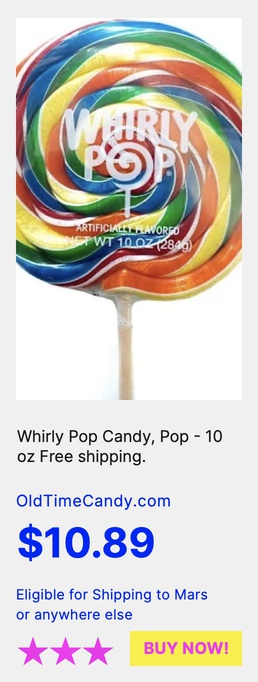 WHIRLY
POP®
ARTIFICIALLY FLAVORED
NET WT 10 OZ (284g)
Whirly Pop Candy, Pop - 10
oz Free shipping.
OldTimeCandy.com
$10.89
Eligible for Shipping to Mars
or anywhere else
BUY NOW!